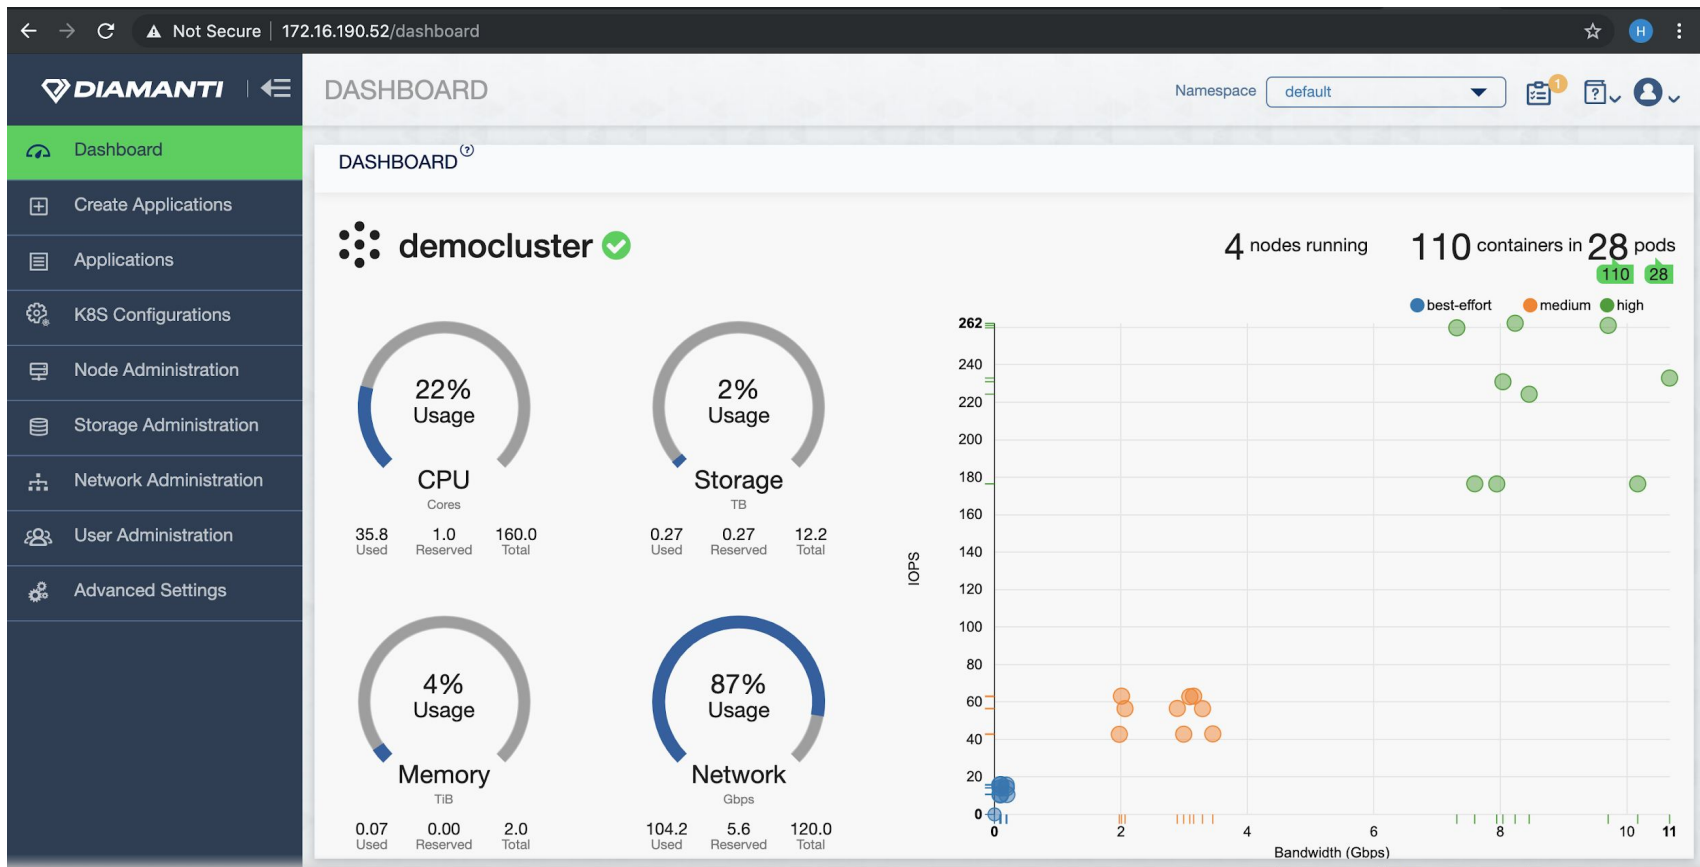 Not Secure | 172.16.190.52/dashboard
H
DIAMANTI
DASHBOARD
Namespace default
1
?
Dashboard
Create Applications
Applications
K8S Configurations
Node Administration
Storage Administration
Network Administration
User Administration
Advanced Settings
DASHBOARD ?
democluster
4 nodes running 110 containers in 28 pods
110 28
22%
Usage
CPU
Cores
35.8 1.0 160.0
Used Reserved Total
2%
Usage
Storage
TB
0.27 0.27 12.2
Used Reserved Total
4%
Usage
Memory
TiB
0.07 0.00 2.0
Used Reserved Total
87%
Usage
Network
Gbps
104.2 5.6 120.0
Used Reserved Total
best-effort medium high
262
240
220
200
180
160
140
120
100
80
60
40
20
0
IOPS
0 2 4 6 8 10 11
Bandwidth (Gbps)